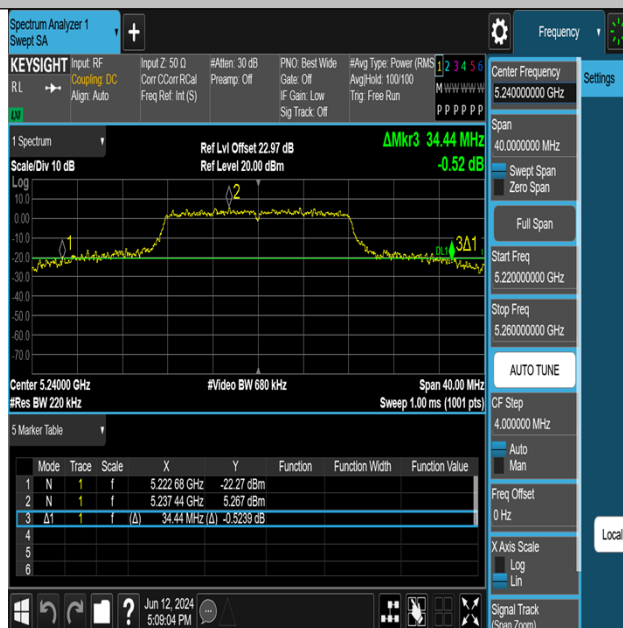 Spectrum Analyzer 1
Swept SA
+
Frequency
KEYSIGHT
RL
LXI
Input: RF
Coupling: DC
Align: Auto
Input Z: 50 Ω
Corr CCorr RCal
Freq Ref: Int (S)
#Atten: 30 dB
Preamp: Off
PNO: Best Wide
Gate: Off
IF Gain: Low
Sig Track: Off
#Avg Type: Power (RMS
Avg|Hold: 100/100
Trig: Free Run
1 2 3 4 5 6
M W W W W W
P P P P P P
1 Spectrum
Scale/Div 10 dB
Log
Ref Lvl Offset 22.97 dB
Ref Level 20.00 dBm
ΔMkr3 34.44 MHz
-0.52 dB
10.0
0.00
-10.0
-20.0
-30.0
-40.0
-50.0
-60.0
-70.0
1
2
DL1
3Δ1
Center 5.24000 GHz
#Res BW 220 kHz
#Video BW 680 kHz
Span 40.00 MHz
Sweep 1.00 ms (1001 pts)
5 Marker Table
Mode Trace Scale X Y Function Function Width Function Value
1 N 1 f 5.222 68 GHz -22.27 dBm
2 N 1 f 5.237 44 GHz 5.267 dBm
3 Δ1 1 f (Δ) 34.44 MHz (Δ) -0.5239 dB
4
5
6
?
Jun 12, 2024
5:09:04 PM
Center Frequency
5.240000000 GHz
Span
40.0000000 MHz
Swept Span
Zero Span
Full Span
Start Freq
5.220000000 GHz
Stop Freq
5.260000000 GHz
AUTO TUNE
CF Step
4.000000 MHz
Auto
Man
Freq Offset
0 Hz
X Axis Scale
Log
Lin
Signal Track
(Span Zoom)
Settings
Local